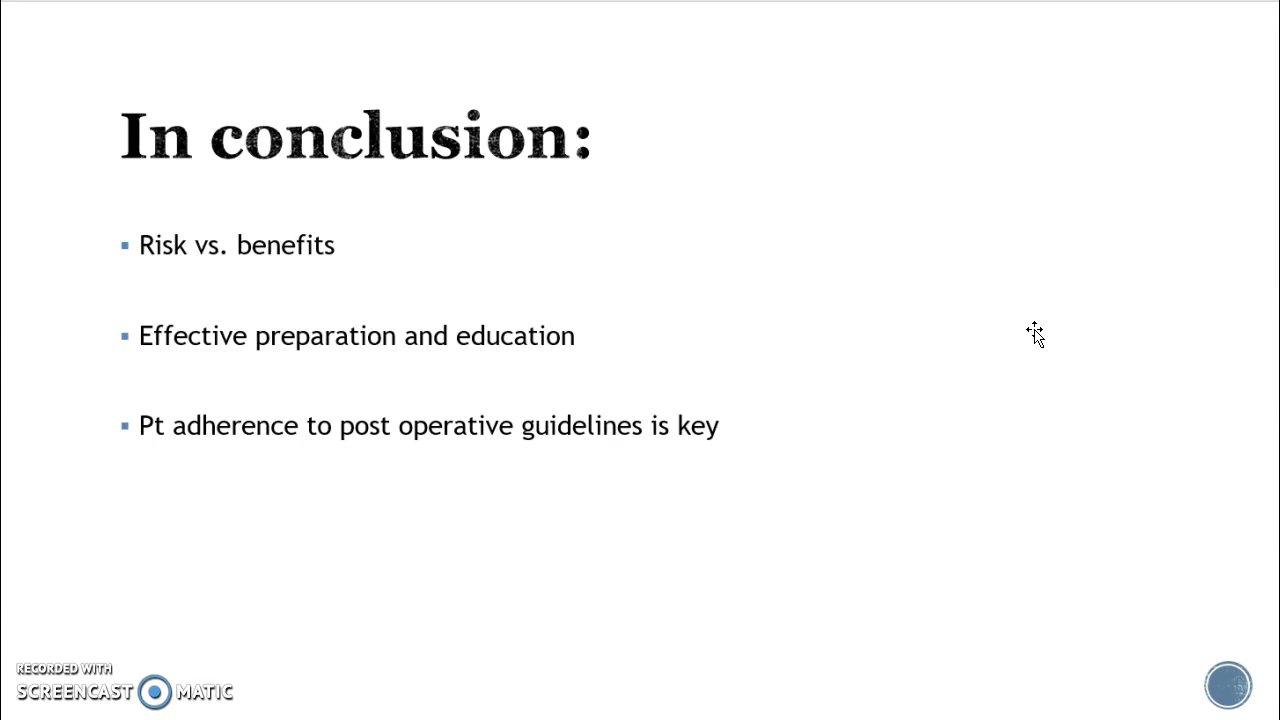 In conclusion:
Risk vs. benefits
Effective preparation and education
Pt adherence to post operative guidelines is key
RECORDED WITH
SCREENCAST MATIC